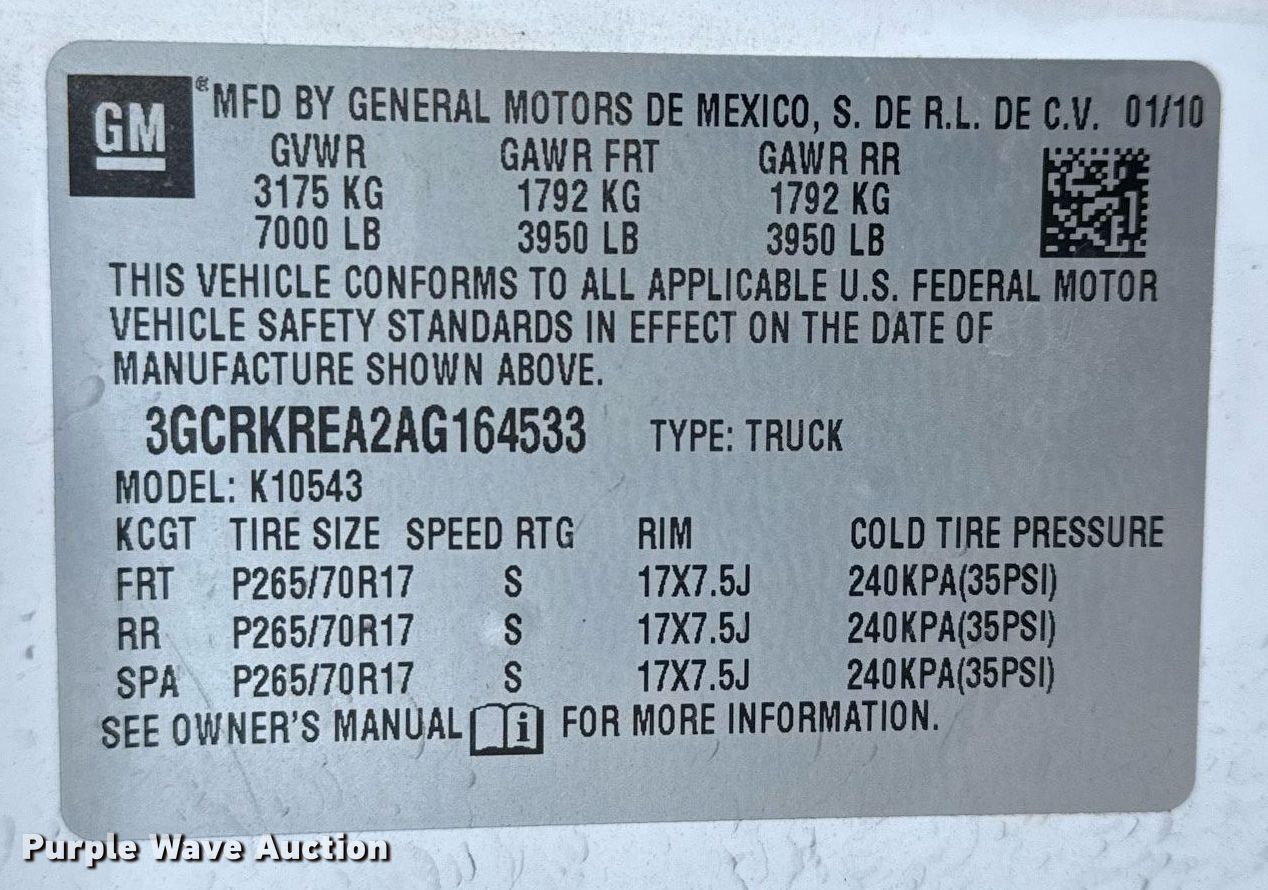 GM ® MFD BY GENERAL MOTORS DE MEXICO, S. DE R.L. DE C.V. 01/10
GVWR GAWR FRT GAWR RR
3175 KG 1792 KG 1792 KG
7000 LB 3950 LB 3950 LB
THIS VEHICLE CONFORMS TO ALL APPLICABLE U.S. FEDERAL MOTOR
VEHICLE SAFETY STANDARDS IN EFFECT ON THE DATE OF
MANUFACTURE SHOWN ABOVE.
3GCRKREA2AG164533 TYPE: TRUCK
MODEL: K10543
KCGT TIRE SIZE SPEED RTG RIM COLD TIRE PRESSURE
FRT P265/70R17 S 17X7.5J 240KPA(35PSI)
RR P265/70R17 S 17X7.5J 240KPA(35PSI)
SPA P265/70R17 S 17X7.5J 240KPA(35PSI)
SEE OWNER'S MANUAL i FOR MORE INFORMATION.
Purple Wave Auction